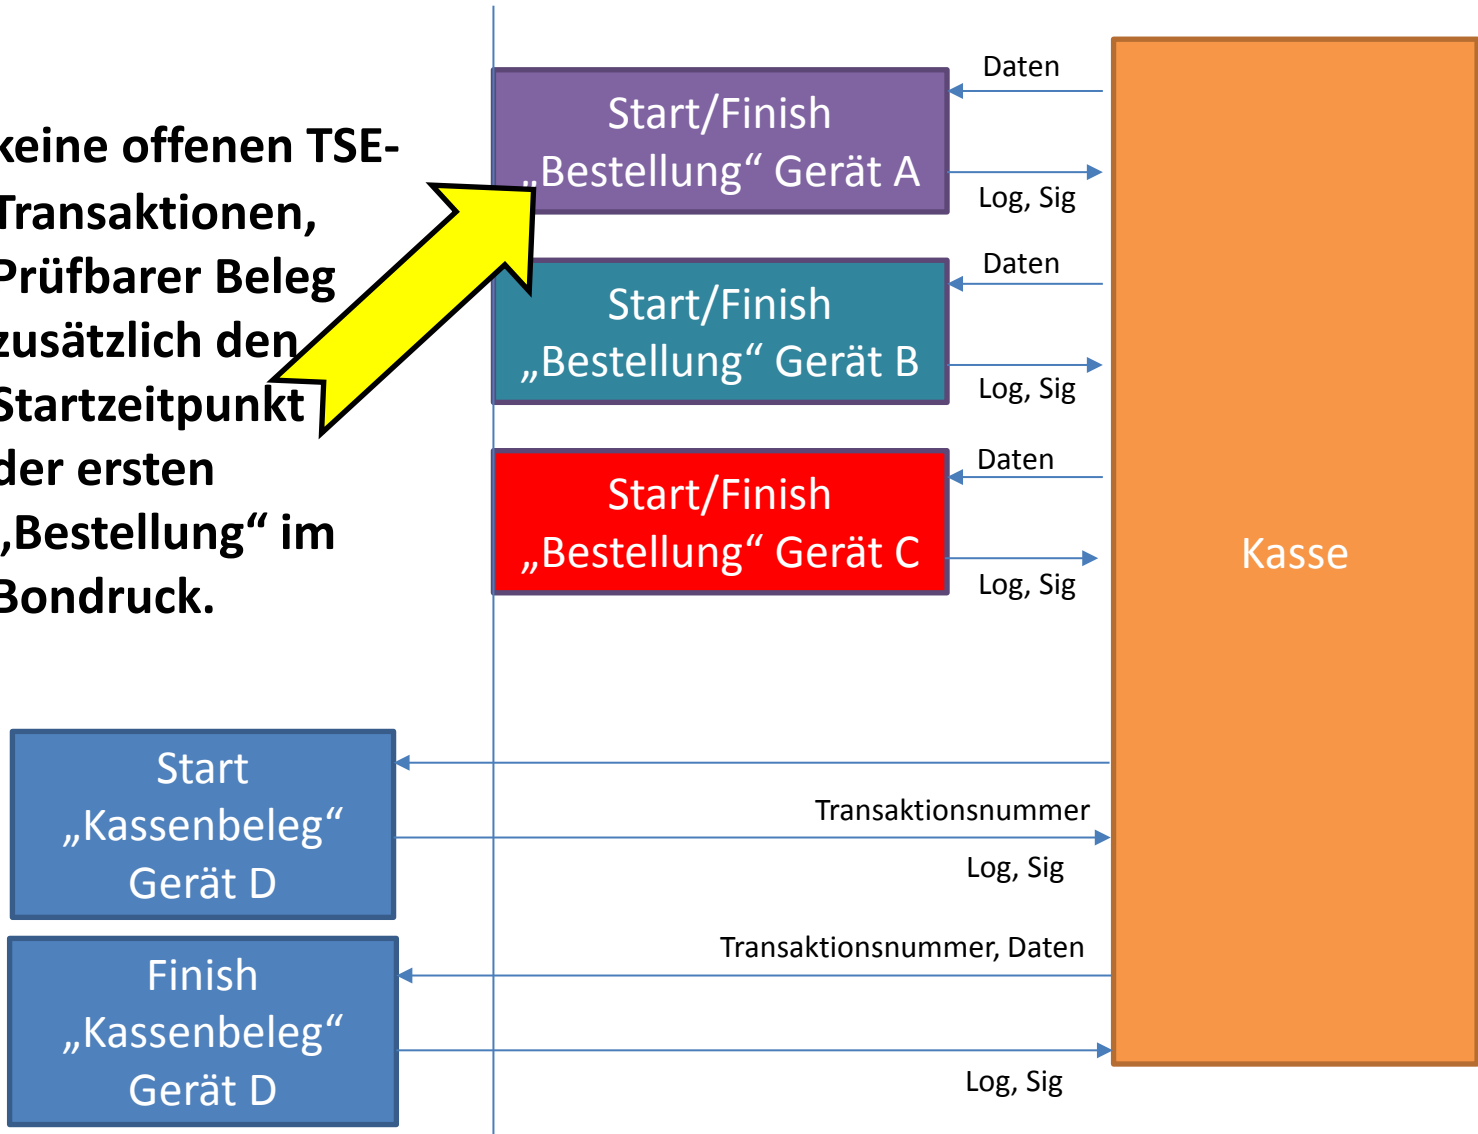 keine offenen TSE-
Transaktionen,
Prüfbarer Beleg
zusätzlich den
Startzeitpunkt
der ersten
„Bestellung“ im
Bondruck.
Start/Finish
„Bestellung“ Gerät A
Daten
Log, Sig
Start/Finish
„Bestellung“ Gerät B
Daten
Log, Sig
Start/Finish
„Bestellung“ Gerät C
Daten
Log, Sig
Kasse
Start
„Kassenbeleg“
Gerät D
Transaktionsnummer
Log, Sig
Finish
„Kassenbeleg“
Gerät D
Transaktionsnummer, Daten
Log, Sig